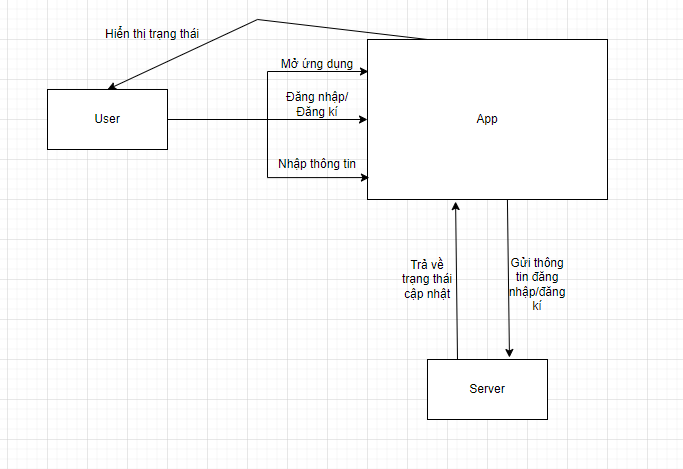 Hiển thị trạng thái
Mở ứng dụng
Đăng nhập/
Đăng kí
User
App
Nhập thông tin
Trả về
trạng thái
cập nhật
Gửi thông
tin đăng
nhập/đăng
kí
Server